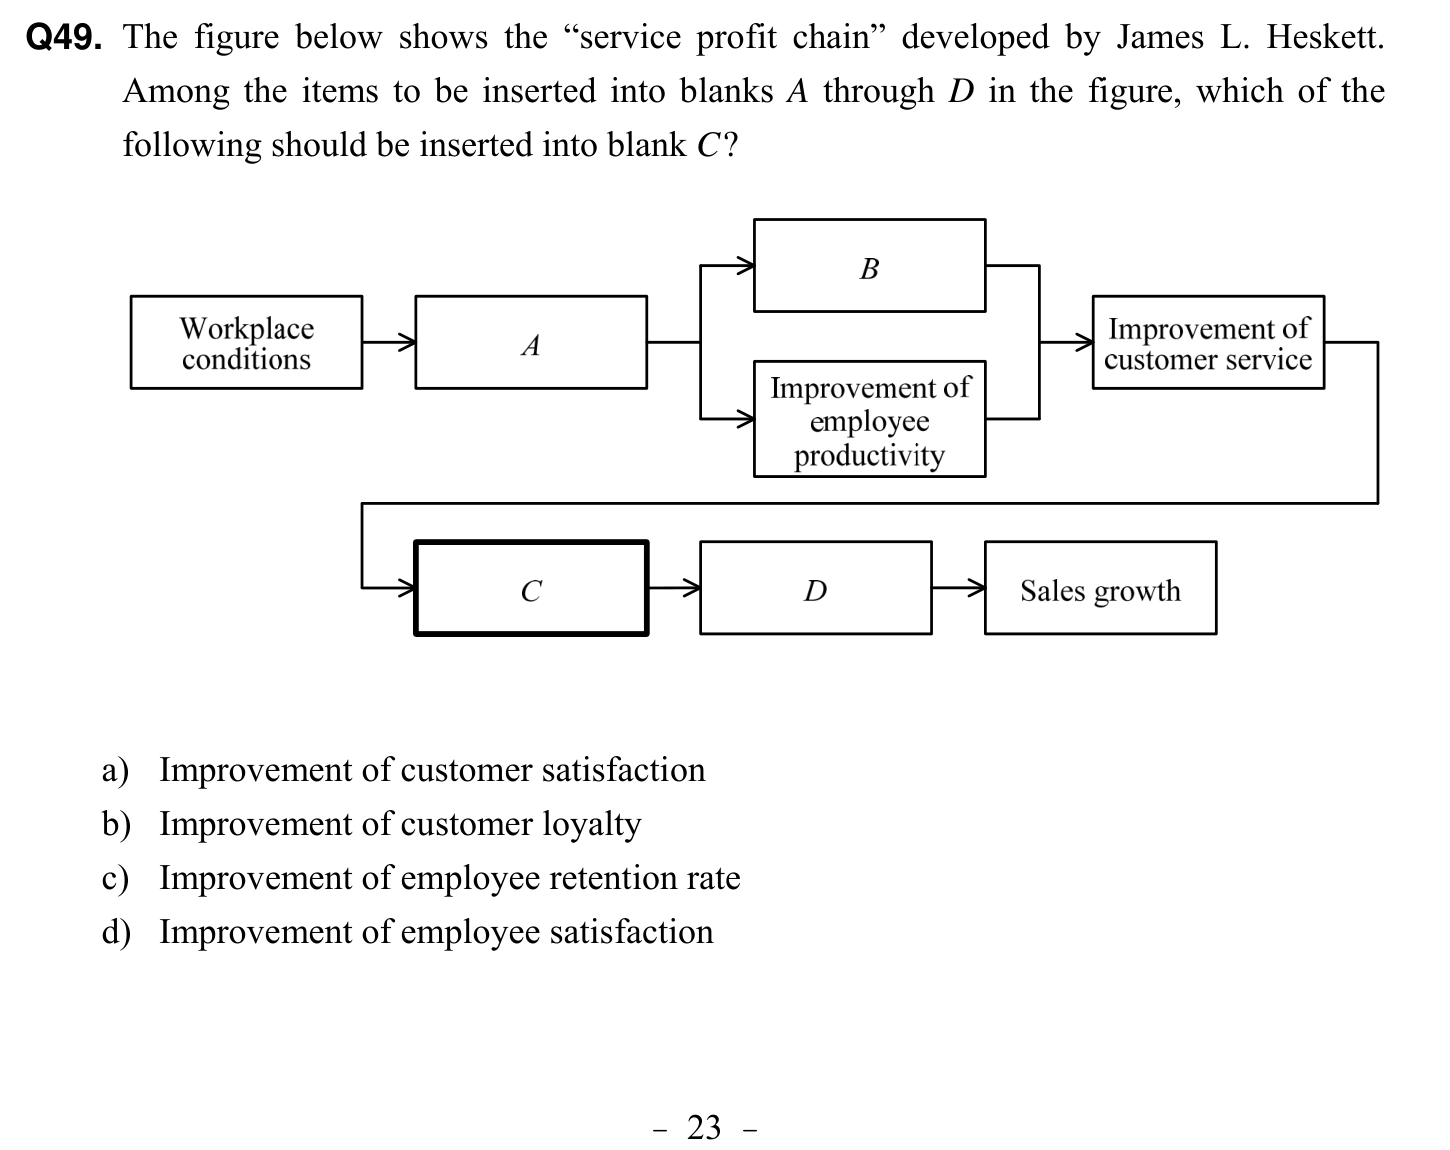 Q49. The figure below shows the “service profit chain” developed by James L. Heskett.
Among the items to be inserted into blanks A through D in the figure, which of the
following should be inserted into blank C?
B
Workplace
conditions
A
Improvement of
customer service
Improvement of
employee
productivity
C
D
Sales growth
a) Improvement of customer satisfaction
b) Improvement of customer loyalty
c) Improvement of employee retention rate
d) Improvement of employee satisfaction
– 23 –